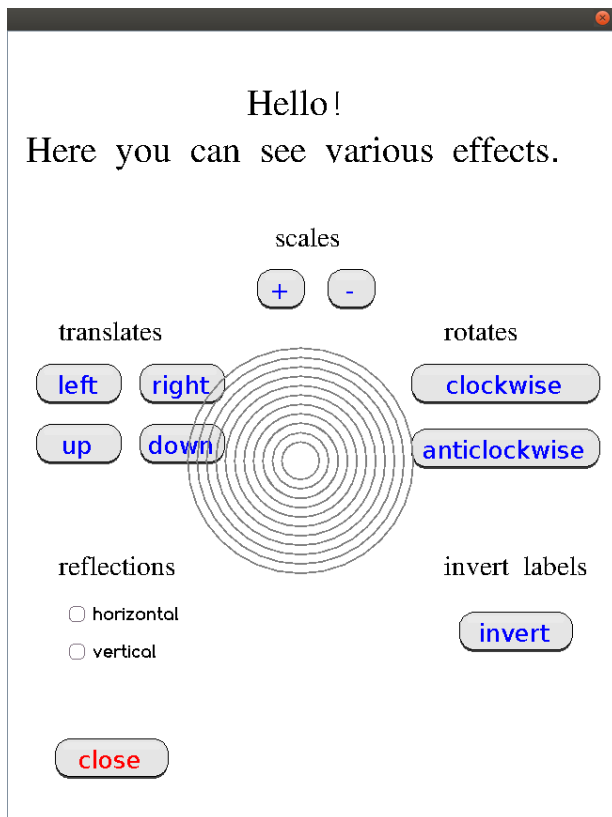 Hello!
Here you can see various effects.
scales
+ -
translates rotates
left right clockwise
up down anticlockwise
reflections invert labels
horizontal
vertical
invert
close